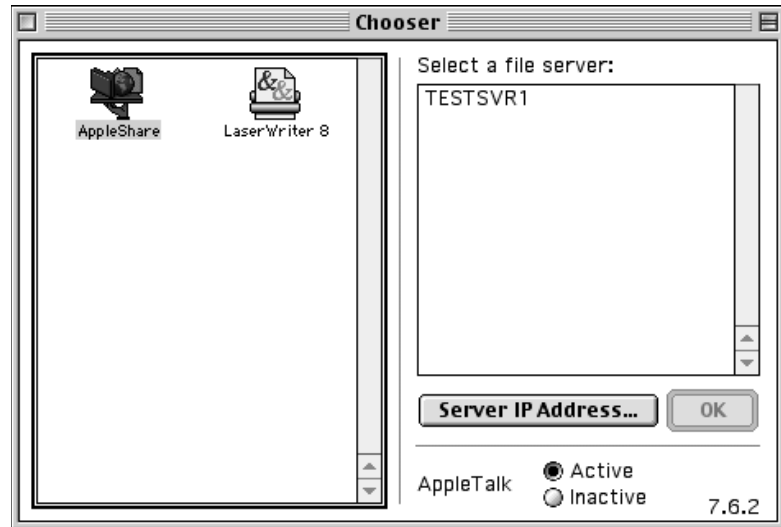 Chooser
AppleShare
LaserWriter 8
Select a file server:
TESTSVR1
Server IP Address...
OK
AppleTalk
Active
Inactive
7.6.2